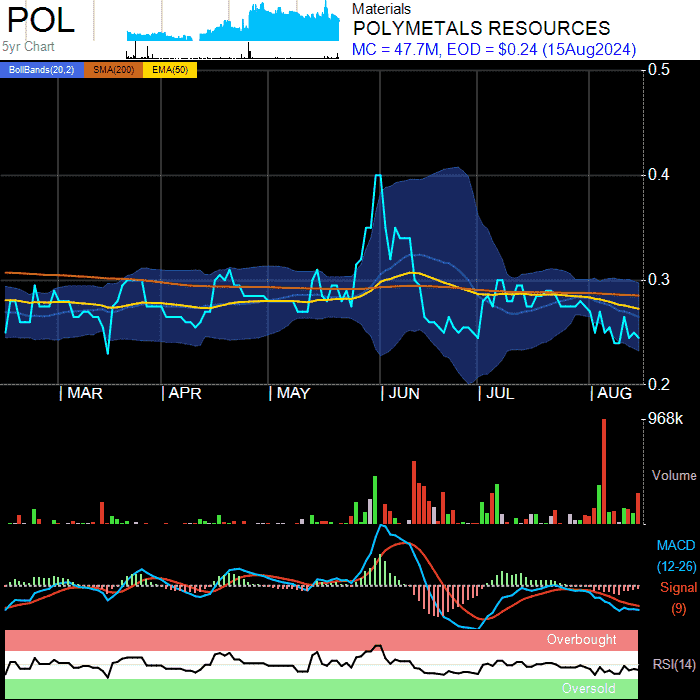 POL
5yr Chart
Materials
POLYMETALS RESOURCES
MC = 47.7M, EOD = $0.24 (15Aug2024)
BollBands(20,2) SMA(200) EMA(50)
0.5
0.4
0.3
0.2
| MAR | APR | MAY | JUN | JUL | AUG
968k
Volume
MACD
(12-26)
Signal
(9)
Overbought
RSI(14)
Oversold